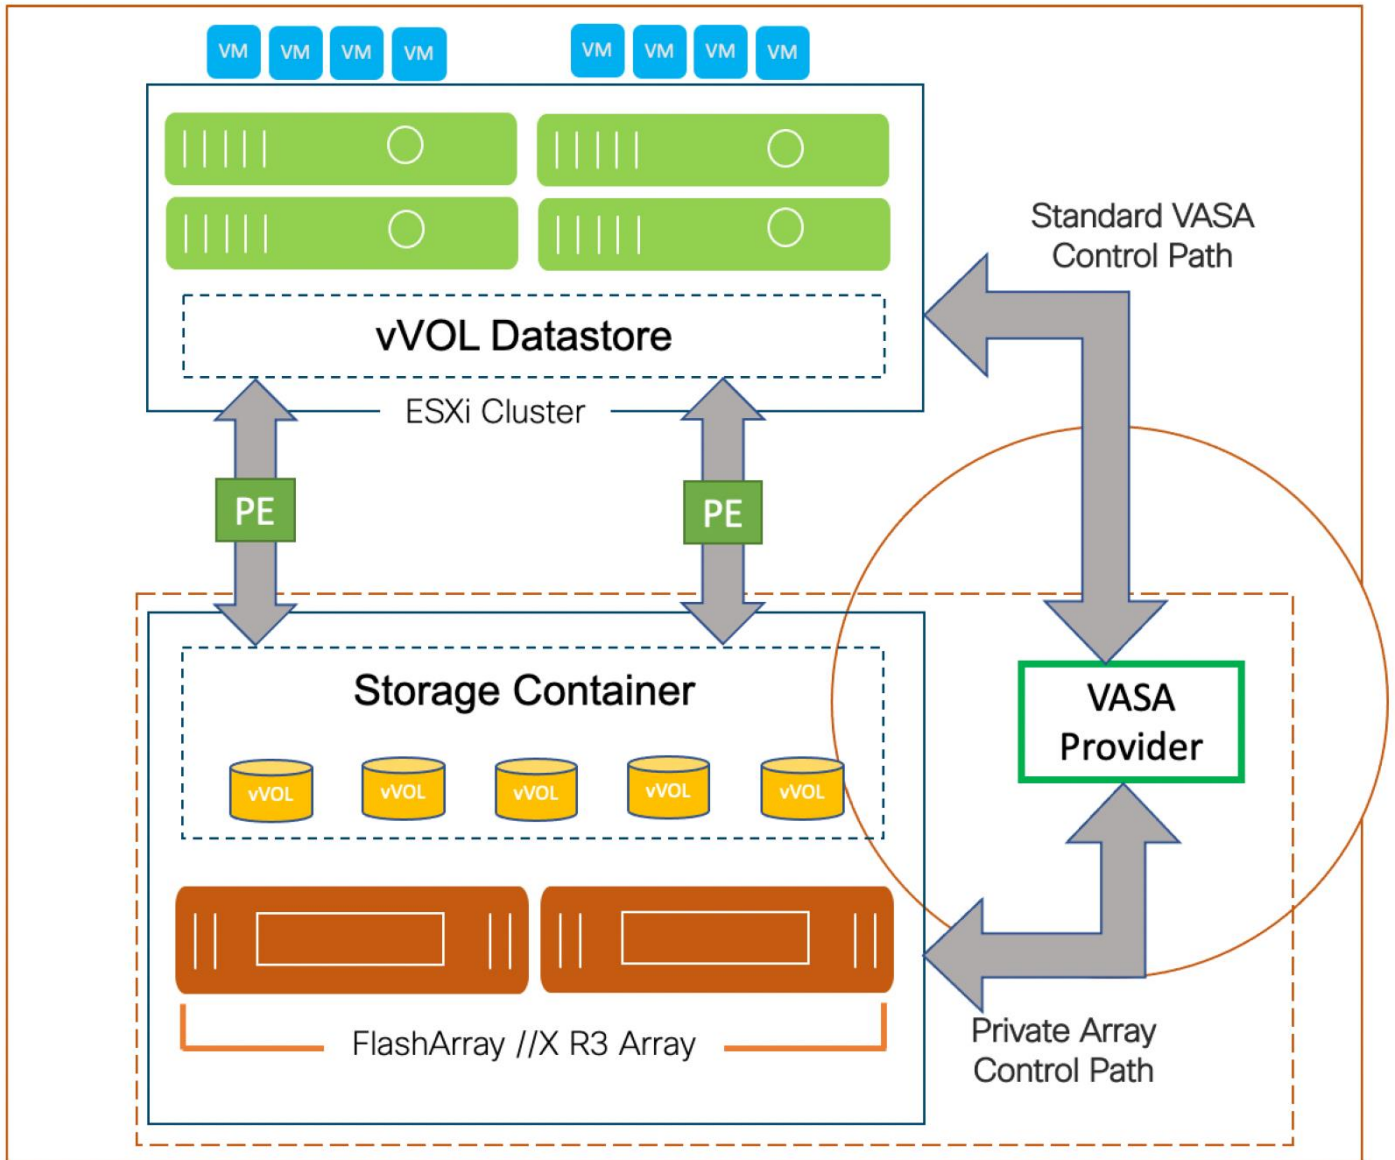 VM VM VM VM VM VM VM VM
Standard VASA
Control Path
vVOL Datastore
ESXi Cluster
PE PE
Storage Container
VASA
Provider
vVOL vVOL vVOL vVOL vVOL
FlashArray //X R3 Array
Private Array
Control Path